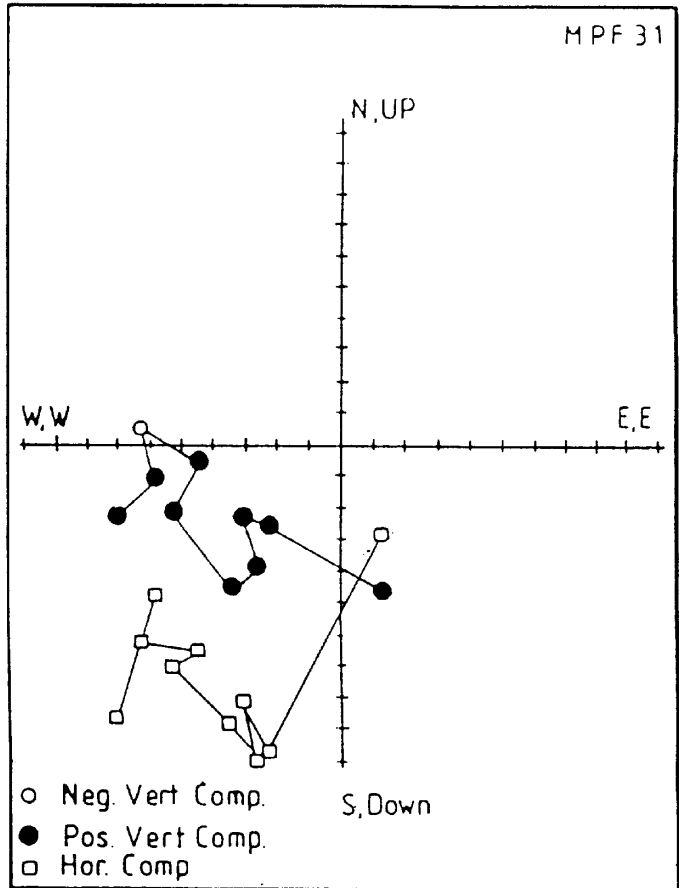 MPF 31
N,UP
W,W
E,E
S,Down
Neg. Vert Comp.
Pos. Vert Comp.
Hor. Comp